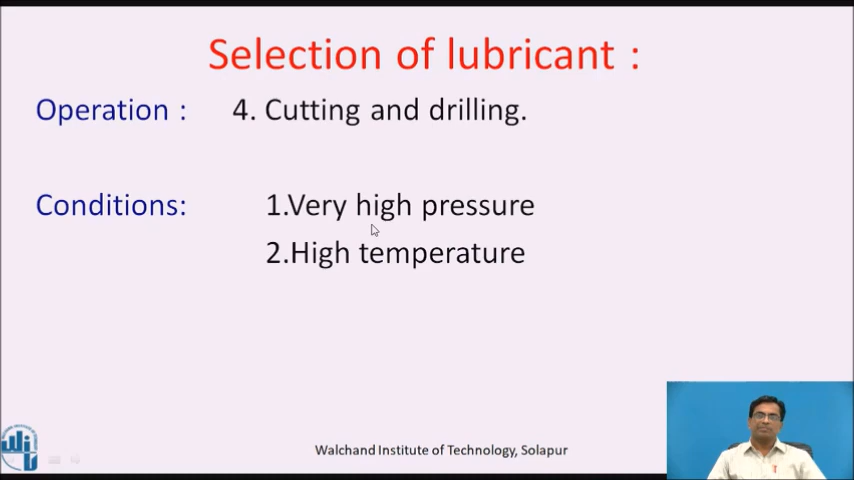 Selection of lubricant :
Operation : 4. Cutting and drilling.
Conditions: 1.Very high pressure
2.High temperature
Walchand Institute of Technology, Solapur